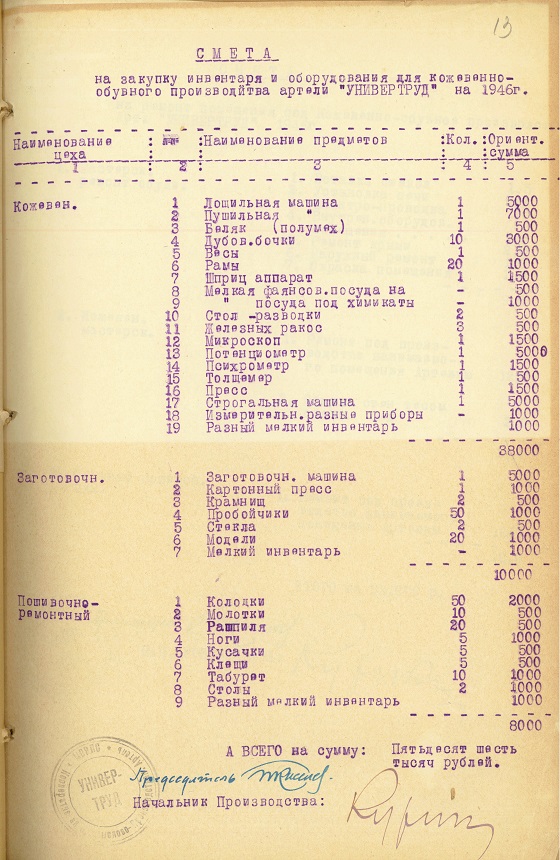 13
СМЕТА
на закупку инвентаря и оборудования для кожевенно-
обувного произвоДйтва артели "УНИВЕРТРУД" на 1946г.
Наименование цеха : : Наименование предметов : Кол. : Ориент. сумма
1 : 2 : 3 : 4 : 5
Кожевен. 1 Лощильная машина 1 5000
2 Пушильная " 1 7000
3 Беляк (полумех) 1 500
4 Дубов.бочки 10 3000
5 Весы 1 500
6 Рамы 20 1000
7 Шприц аппарат 1 1500
8 Мелкая фаянсов.посуда на – 500
9 " посуда под химикаты – 1000
10 Стол -разводки 2 500
11 Железных ракос 3 500
12 Микроскоп 1 1500
13 Потенциометр 1 5000
14 Психрометр 1 1500
15 Толщемер 1 500
16 Пресс 1 1500
17 Строгальная машина 1 5000
18 Измерительн.разные приборы – 1000
19 Разный мелкий инвентарь 1000
38000
Заготовочн. 1 Заготовочн. машина 1 5000
2 Картонный пресс 1 1000
3 Крамнищ 2 500
4 Пробойчики 50 1000
5 Стекла 2 500
6 Модели 20 1000
7 Мелкий инвентарь – 1000
10000
Пошивочно-ремонтный 1 Колодки 50 2000
2 Молотки 10 500
3 Рашпиля 20 500
4 Ноги 5 1000
5 Кусачки 5 500
6 Клещи 5 500
7 Табурет 10 1000
8 Столы 2 1000
9 Разный мелкий инвентарь 1000
8000
А ВСЕГО на сумму: Пятьдесят шесть
тысяч рублей.
Председатель
Начальник Производства:
УНИВЕР-
ТРУД